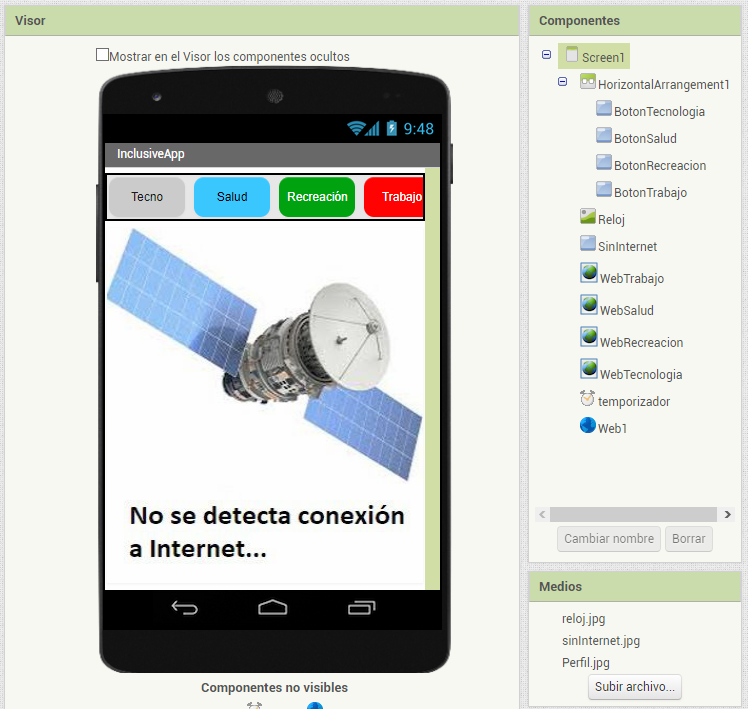 Visor
Mostrar en el Visor los componentes ocultos
9:48
InclusiveApp
Tecno
Salud
Recreación
Trabajo
No se detecta conexión
a Internet...
Componentes no visibles
Componentes
Screen1
HorizontalArrangement1
BotonTecnologia
BotonSalud
BotonRecreacion
BotonTrabajo
Reloj
SinInternet
WebTrabajo
WebSalud
WebRecreacion
WebTecnologia
temporizador
Web1
Cambiar nombre
Borrar
Medios
reloj.jpg
sinInternet.jpg
Perfil.jpg
Subir archivo...